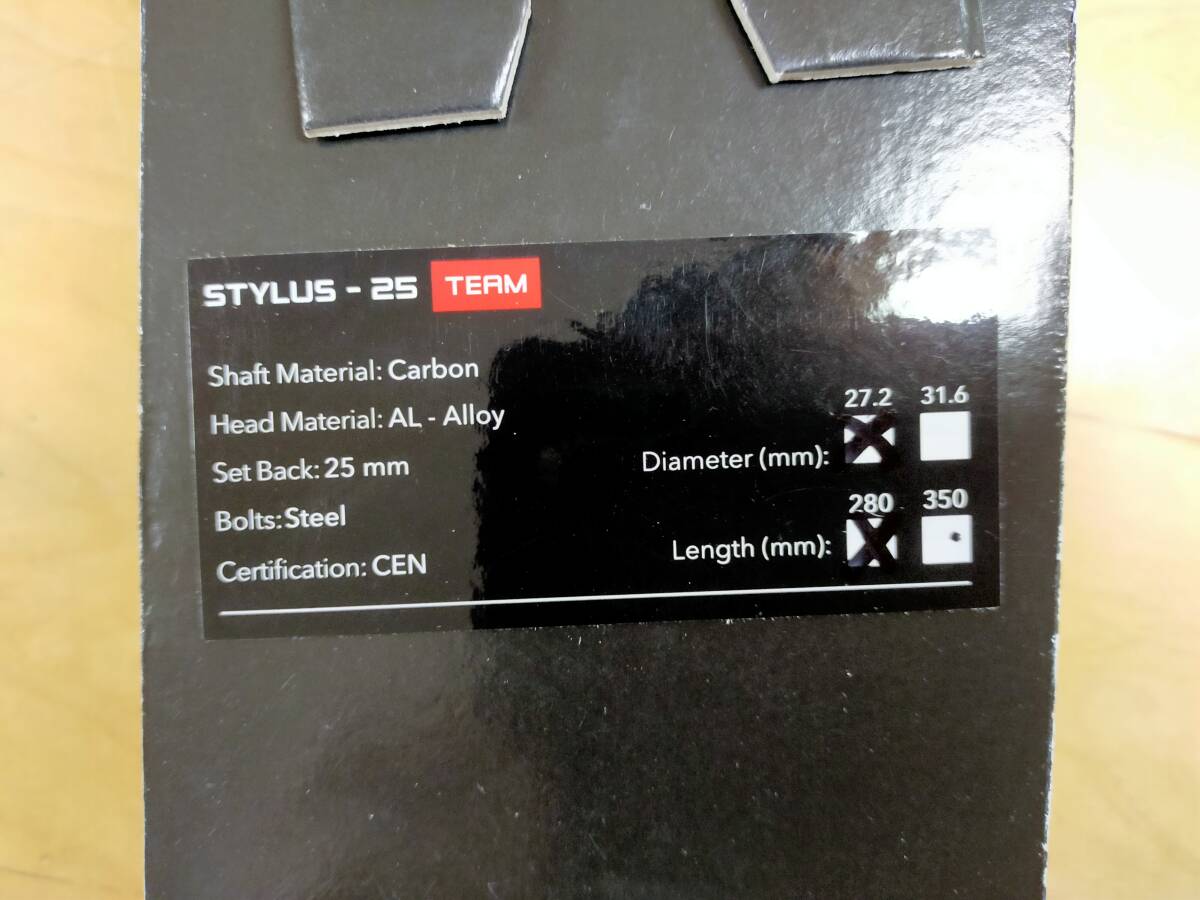 STYLUS - 25 TEAM
Shaft Material: Carbon
Head Material: AL - Alloy
Set Back: 25 mm
Bolts: Steel
Certification: CEN
27.2 31.6
Diameter (mm):
280 350
Length (mm):